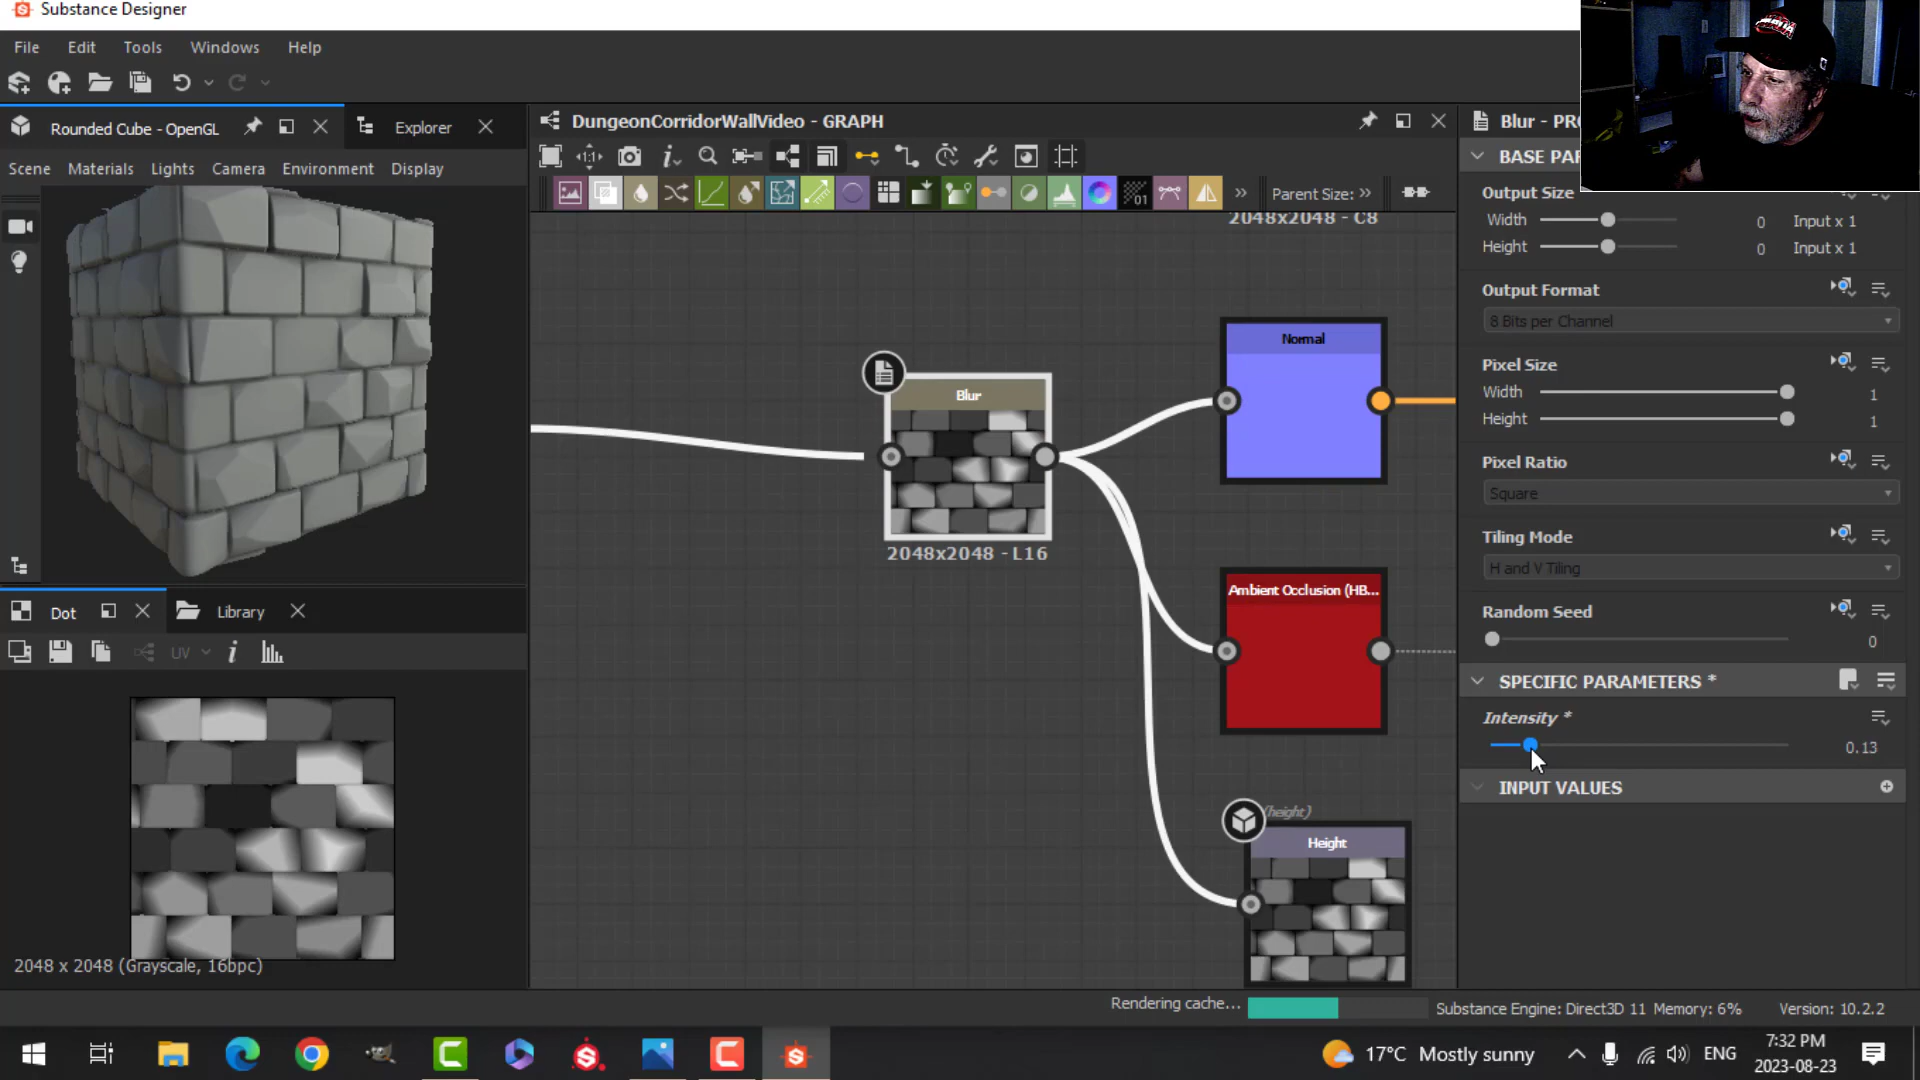 Substance Designer
File Edit Tools Windows Help
Rounded Cube - OpenGL
Explorer
Scene Materials Lights Camera Environment Display
DungeonCorridorWallVideo - GRAPH
Parent Size:
2048x2048 - C8
Blur
2048x2048 - L16
Normal
Ambient Occlusion (HB...
(height)
Height
Dot
Library
UV
2048 x 2048 (Grayscale, 16bpc)
Blur - PRO
BASE PAR
Output Size
Width 0 Input x 1
Height 0 Input x 1
Output Format
8 Bits per Channel
Pixel Size
Width 1
Height 1
Pixel Ratio
Square
Tiling Mode
H and V Tiling
Random Seed
0
SPECIFIC PARAMETERS *
Intensity *
0.13
INPUT VALUES
Rendering cache...
Substance Engine: Direct3D 11 Memory: 6%
Version: 10.2.2
17°C Mostly sunny
ENG
7:32 PM
2023-08-23